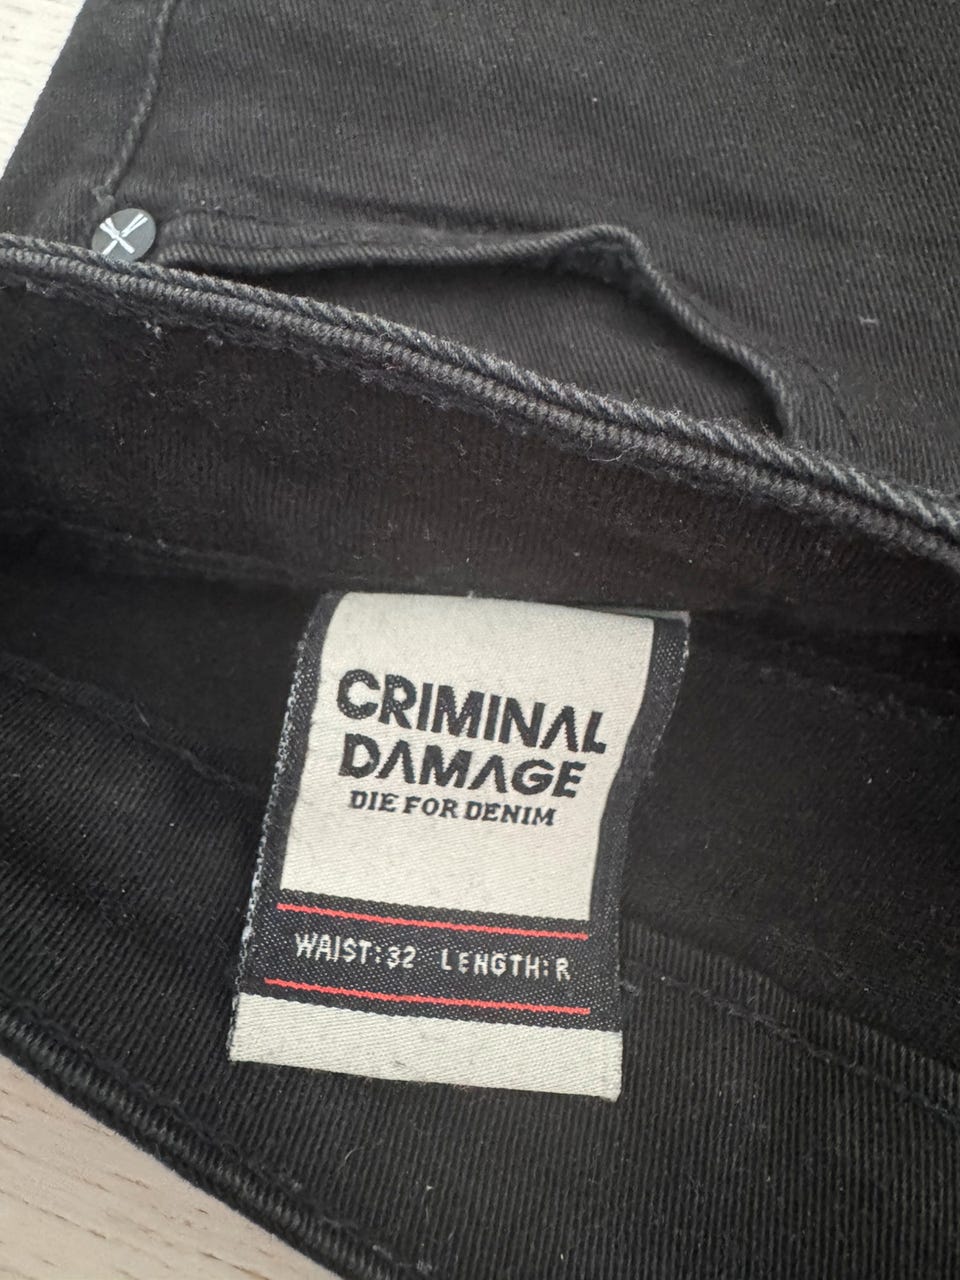 CRIMINAL
DAMAGE
DIE FOR DENIM
WAIST:32 LENGTH:R